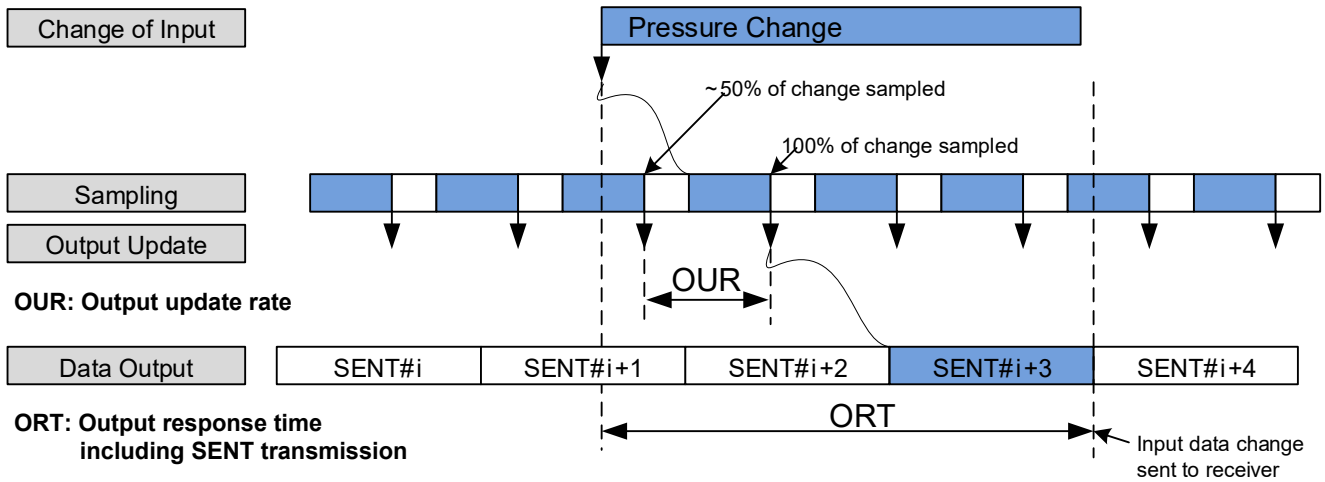 Change of Input
Pressure Change
~50% of change sampled
100% of change sampled
Sampling
Output Update
OUR
OUR: Output update rate
Data Output
SENT#i
SENT#i+1
SENT#i+2
SENT#i+3
SENT#i+4
ORT
ORT: Output response time
including SENT transmission
Input data change
sent to receiver